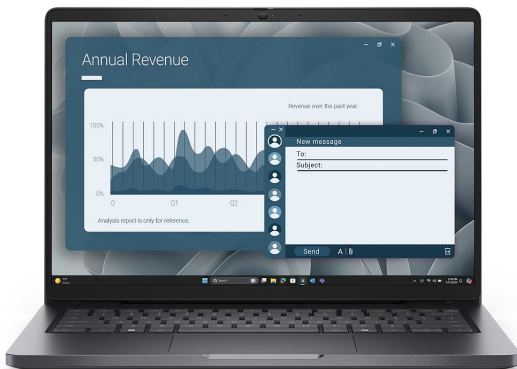 Annual Revenue
Revenue over the past year.
100%
50%
0%
0
Q1
Q2
Analysis report is only for reference.
New message
To:
Subject:
Send
A
Search